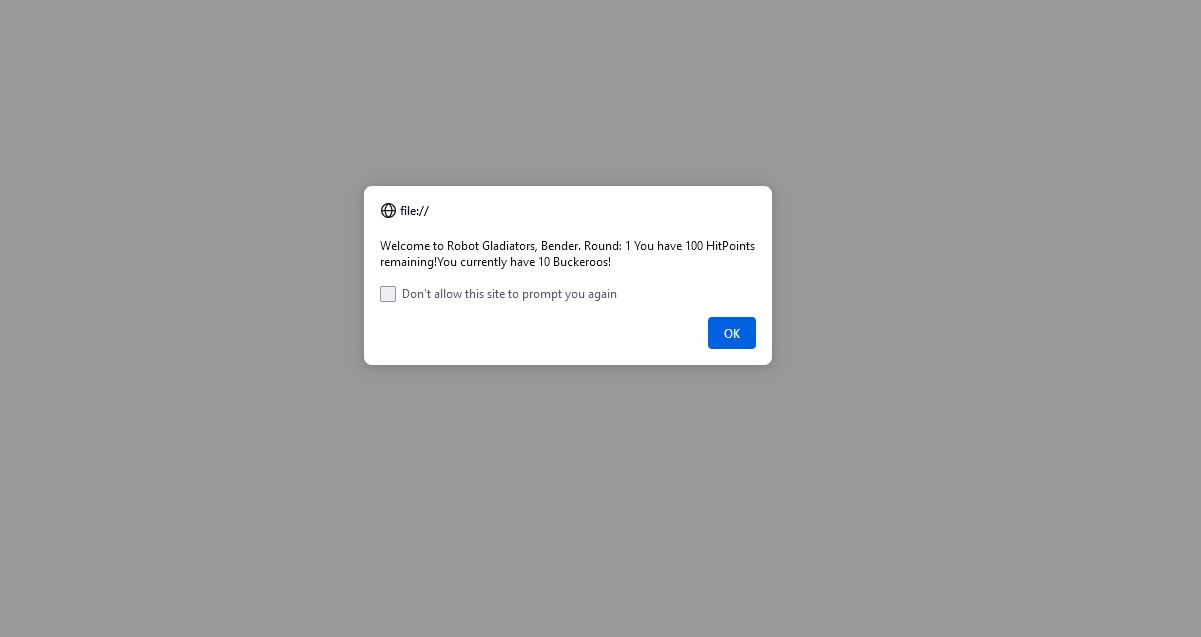 file://
Welcome to Robot Gladiators, Bender. Round: 1 You have 100 HitPoints
remaining!You currently have 10 Buckeroos!
Don't allow this site to prompt you again
OK